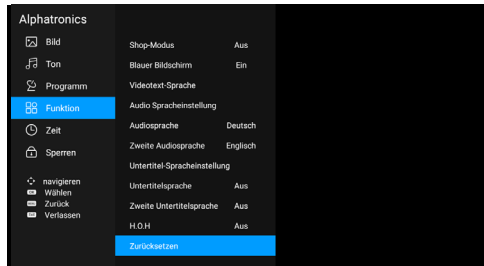 Alphatronics
Bild
Ton
Programm
Funktion
Zeit
Sperren
navigieren
Wählen
Zurück
Verlassen
Shop-Modus Aus
Blauer Bildschirm Ein
Videotext-Sprache
Audio Spracheinstellung
Audiosprache Deutsch
Zweite Audiosprache Englisch
Untertitel-Spracheinstellung
Untertitelsprache Aus
Zweite Untertitelsprache Aus
H.O.H Aus
Zurücksetzen